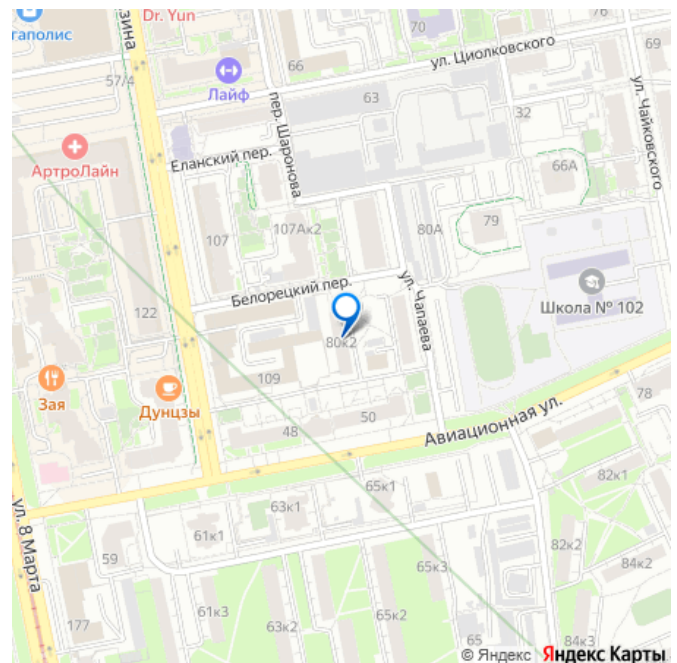 Dr. Yun
гаполис
зина
70
76
69
ул. Циолковского
66
57/4
Лайф
63
ул. Чайковского
32
пер. Шаронова
АртроЛайн
Еланский пер.
66А
79
107
107Ак2
80А
Белорецкий пер.
ул. Чапаева
Школа № 102
122
80к2
109
78
Зая
Дунцзы
50
48
Авиационная ул.
82к1
65к1
63к1
61к1
ул. 8 Марта
59
82к2
84к2
65к3
61к3
65к2
63к2
177
65
84к3
© Яндекс Яндекс Карты